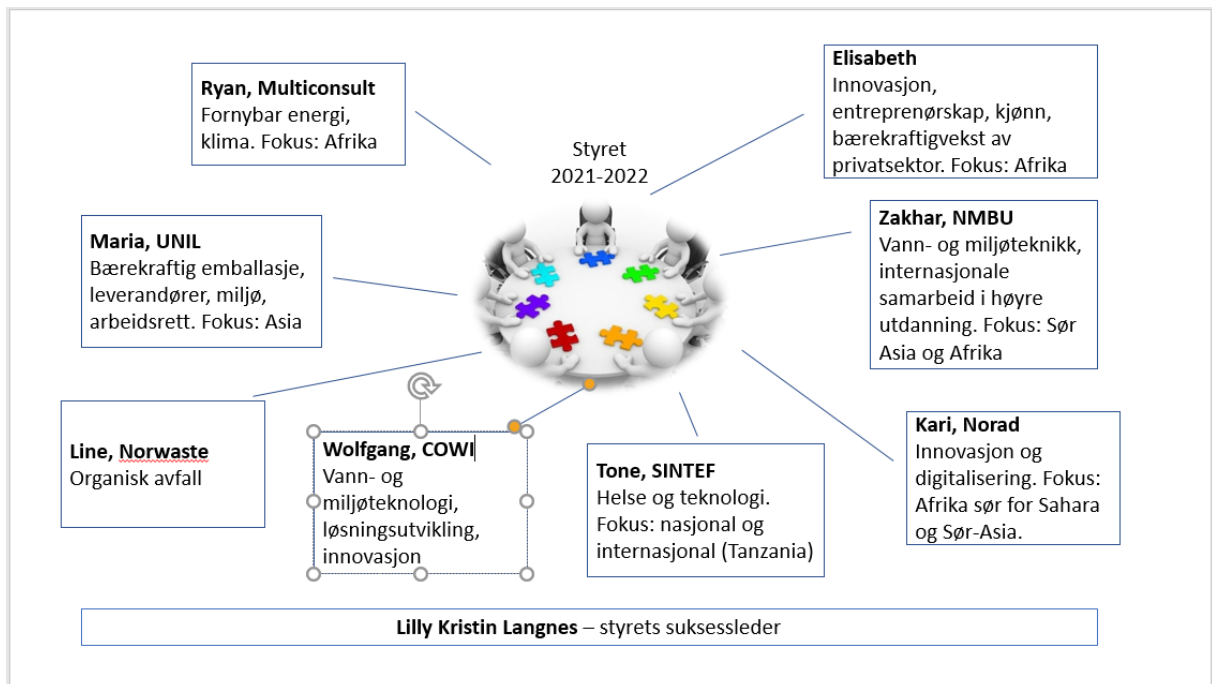 Ryan, Multiconsult
Fornybar energi,
klima. Fokus: Afrika
Styret
2021-2022
Elisabeth
Innovasjon,
entreprenørskap, kjønn,
bærekraftigvekst av
privatsektor. Fokus: Afrika
Maria, UNIL
Bærekraftig emballasje,
leverandører, miljø,
arbeidsrett. Fokus: Asia
Zakhar, NMBU
Vann- og miljøteknikk,
internasjonale
samarbeid i høyre
utdanning. Fokus: Sør
Asia og Afrika
Line, Norwaste
Organisk avfall
Wolfgang, COWI
Vann- og
miljøteknologi,
løsningsutvikling,
innovasjon
Tone, SINTEF
Helse og teknologi.
Fokus: nasjonal og
internasjonal (Tanzania)
Kari, Norad
Innovasjon og
digitalisering. Fokus:
Afrika sør for Sahara
og Sør-Asia.
Lilly Kristin Langnes – styrets suksessleder